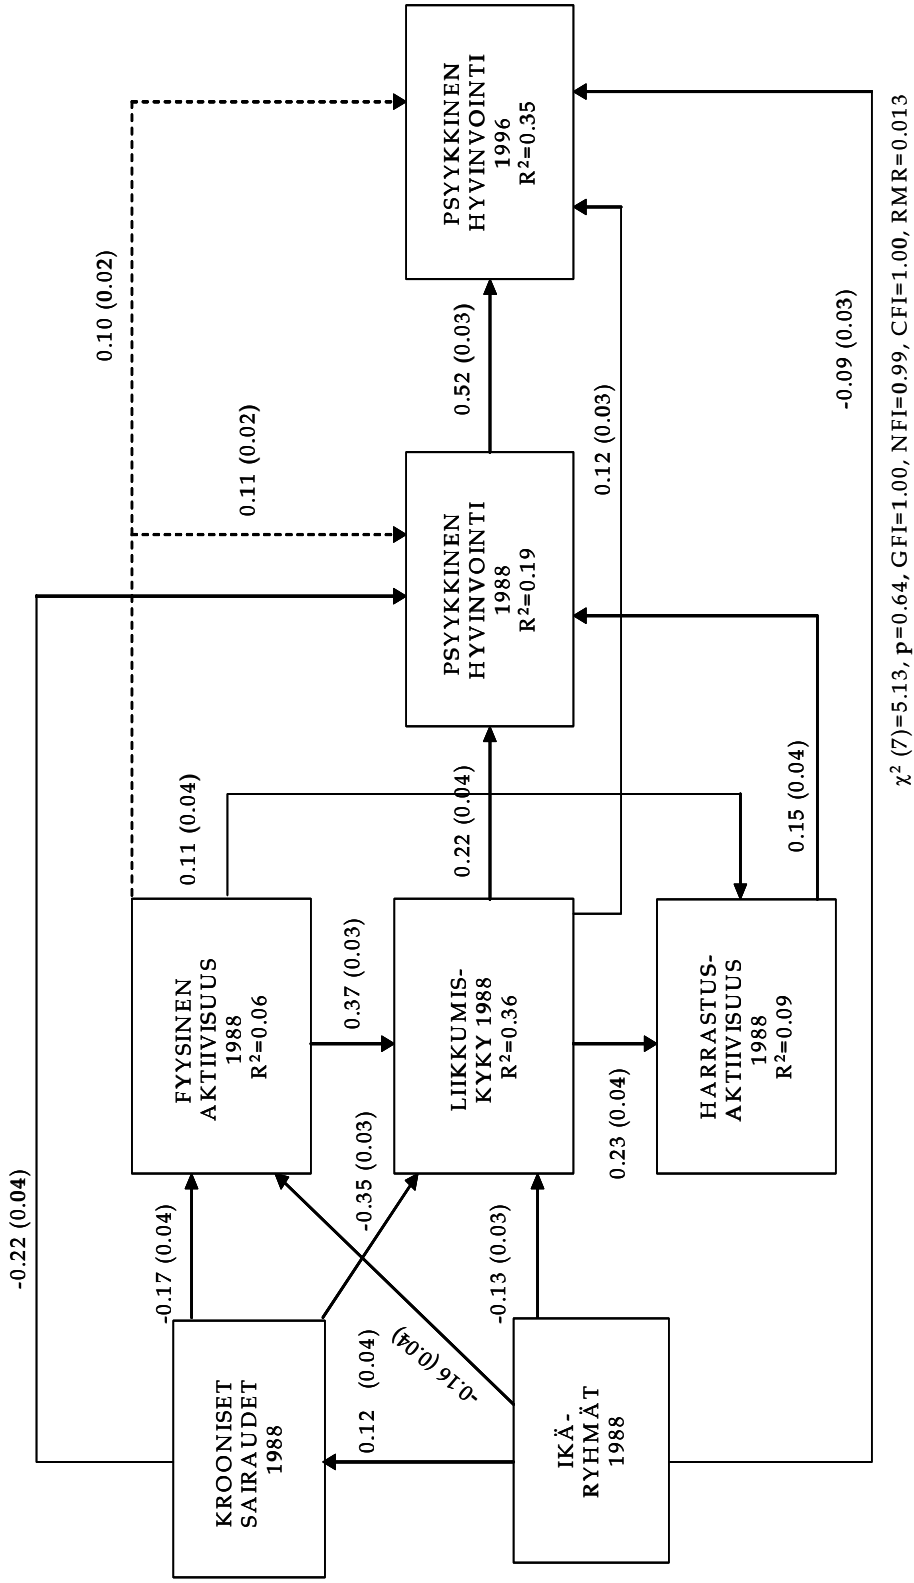 -0.22 (0.04)
0.10 (0.02)
0.11 (0.02)
KROONISET
SAIRAUDET
1988
-0.17 (0.04)
FYYSINEN
AKTIIVISUUS
1988
R²=0.06
0.11 (0.04)
0.12 (0.04)
-0.16 (0.04)
-0.35 (0.03)
0.37 (0.03)
LIIKKUMIS-
KYKY 1988
R²=0.36
0.22 (0.04)
PSYYKKINEN
HYVINVOINTI
1988
R²=0.19
0.52 (0.03)
PSYYKKINEN
HYVINVOINTI
1996
R²=0.35
IKÄ-
RYHMÄT
1988
-0.13 (0.03)
0.23 (0.04)
0.12 (0.03)
HARRASTUS-
AKTIIVISUUS
1988
R²=0.09
0.15 (0.04)
-0.09 (0.03)
χ² (7)=5.13, p=0.64, GFI=1.00, NFI=0.99, CFI=1.00, RMR=0.013